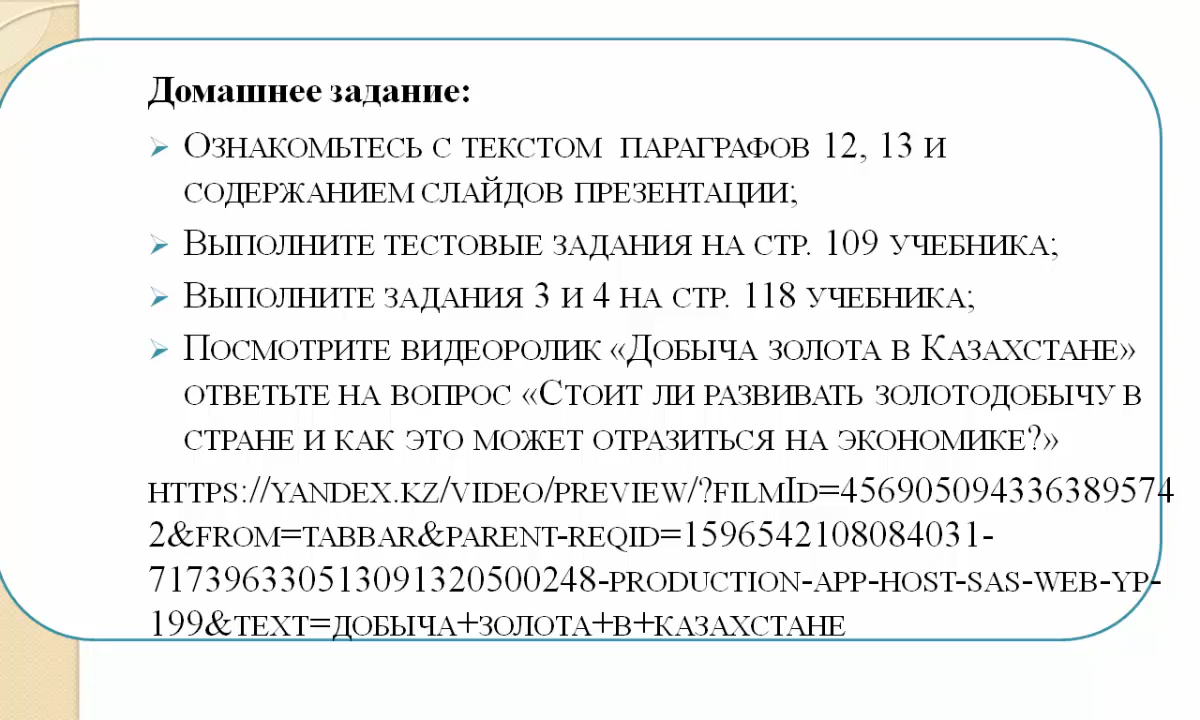 Домашнее задание:
Ознакомьтесь с текстом параграфов 12, 13 и
содержанием слайдов презентации;
Выполните тестовые задания на стр. 109 учебника;
Выполните задания 3 и 4 на стр. 118 учебника;
Посмотрите видеоролик «Добыча золота в Казахстане»
ответьте на вопрос «Стоит ли развивать золотодобычу в
стране и как это может отразиться на экономике?»
https://yandex.kz/video/preview/?filmId=456905094336389574
2&from=tabbar&parent-reqid=1596542108084031-
717396330513091320500248-production-app-host-sas-web-yp-
199&text=добыча+золота+в+казахстане